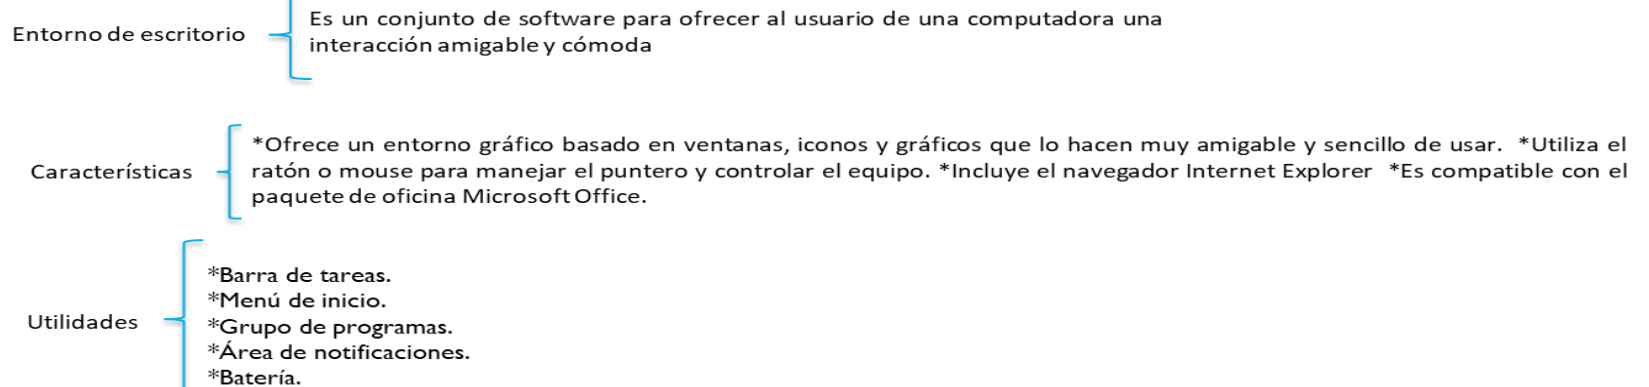 Entorno de escritorio
Es un conjunto de software para ofrecer al usuario de una computadora una
interacción amigable y cómoda
Características
*Ofrece un entorno gráfico basado en ventanas, iconos y gráficos que lo hacen muy amigable y sencillo de usar. *Utiliza el
ratón o mouse para manejar el puntero y controlar el equipo. *Incluye el navegador Internet Explorer *Es compatible con el
paquete de oficina Microsoft Office.
Utilidades
*Barra de tareas.
*Menú de inicio.
*Grupo de programas.
*Área de notificaciones.
*Batería.